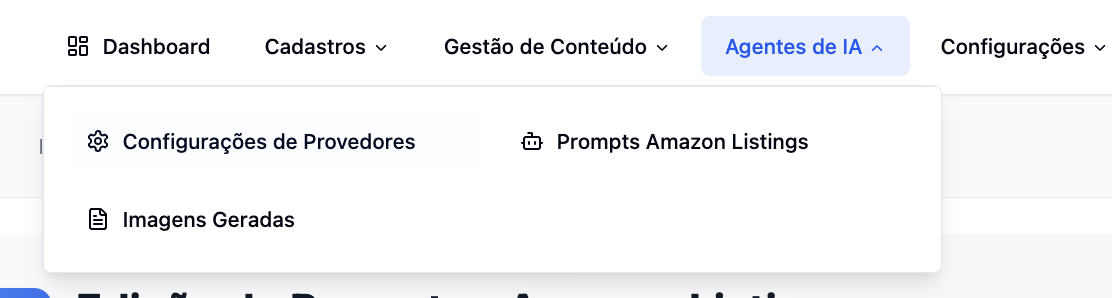 Dashboard Cadastros Gestão de Conteúdo Agentes de IA Configurações
Configurações de Provedores Prompts Amazon Listings
Imagens Geradas